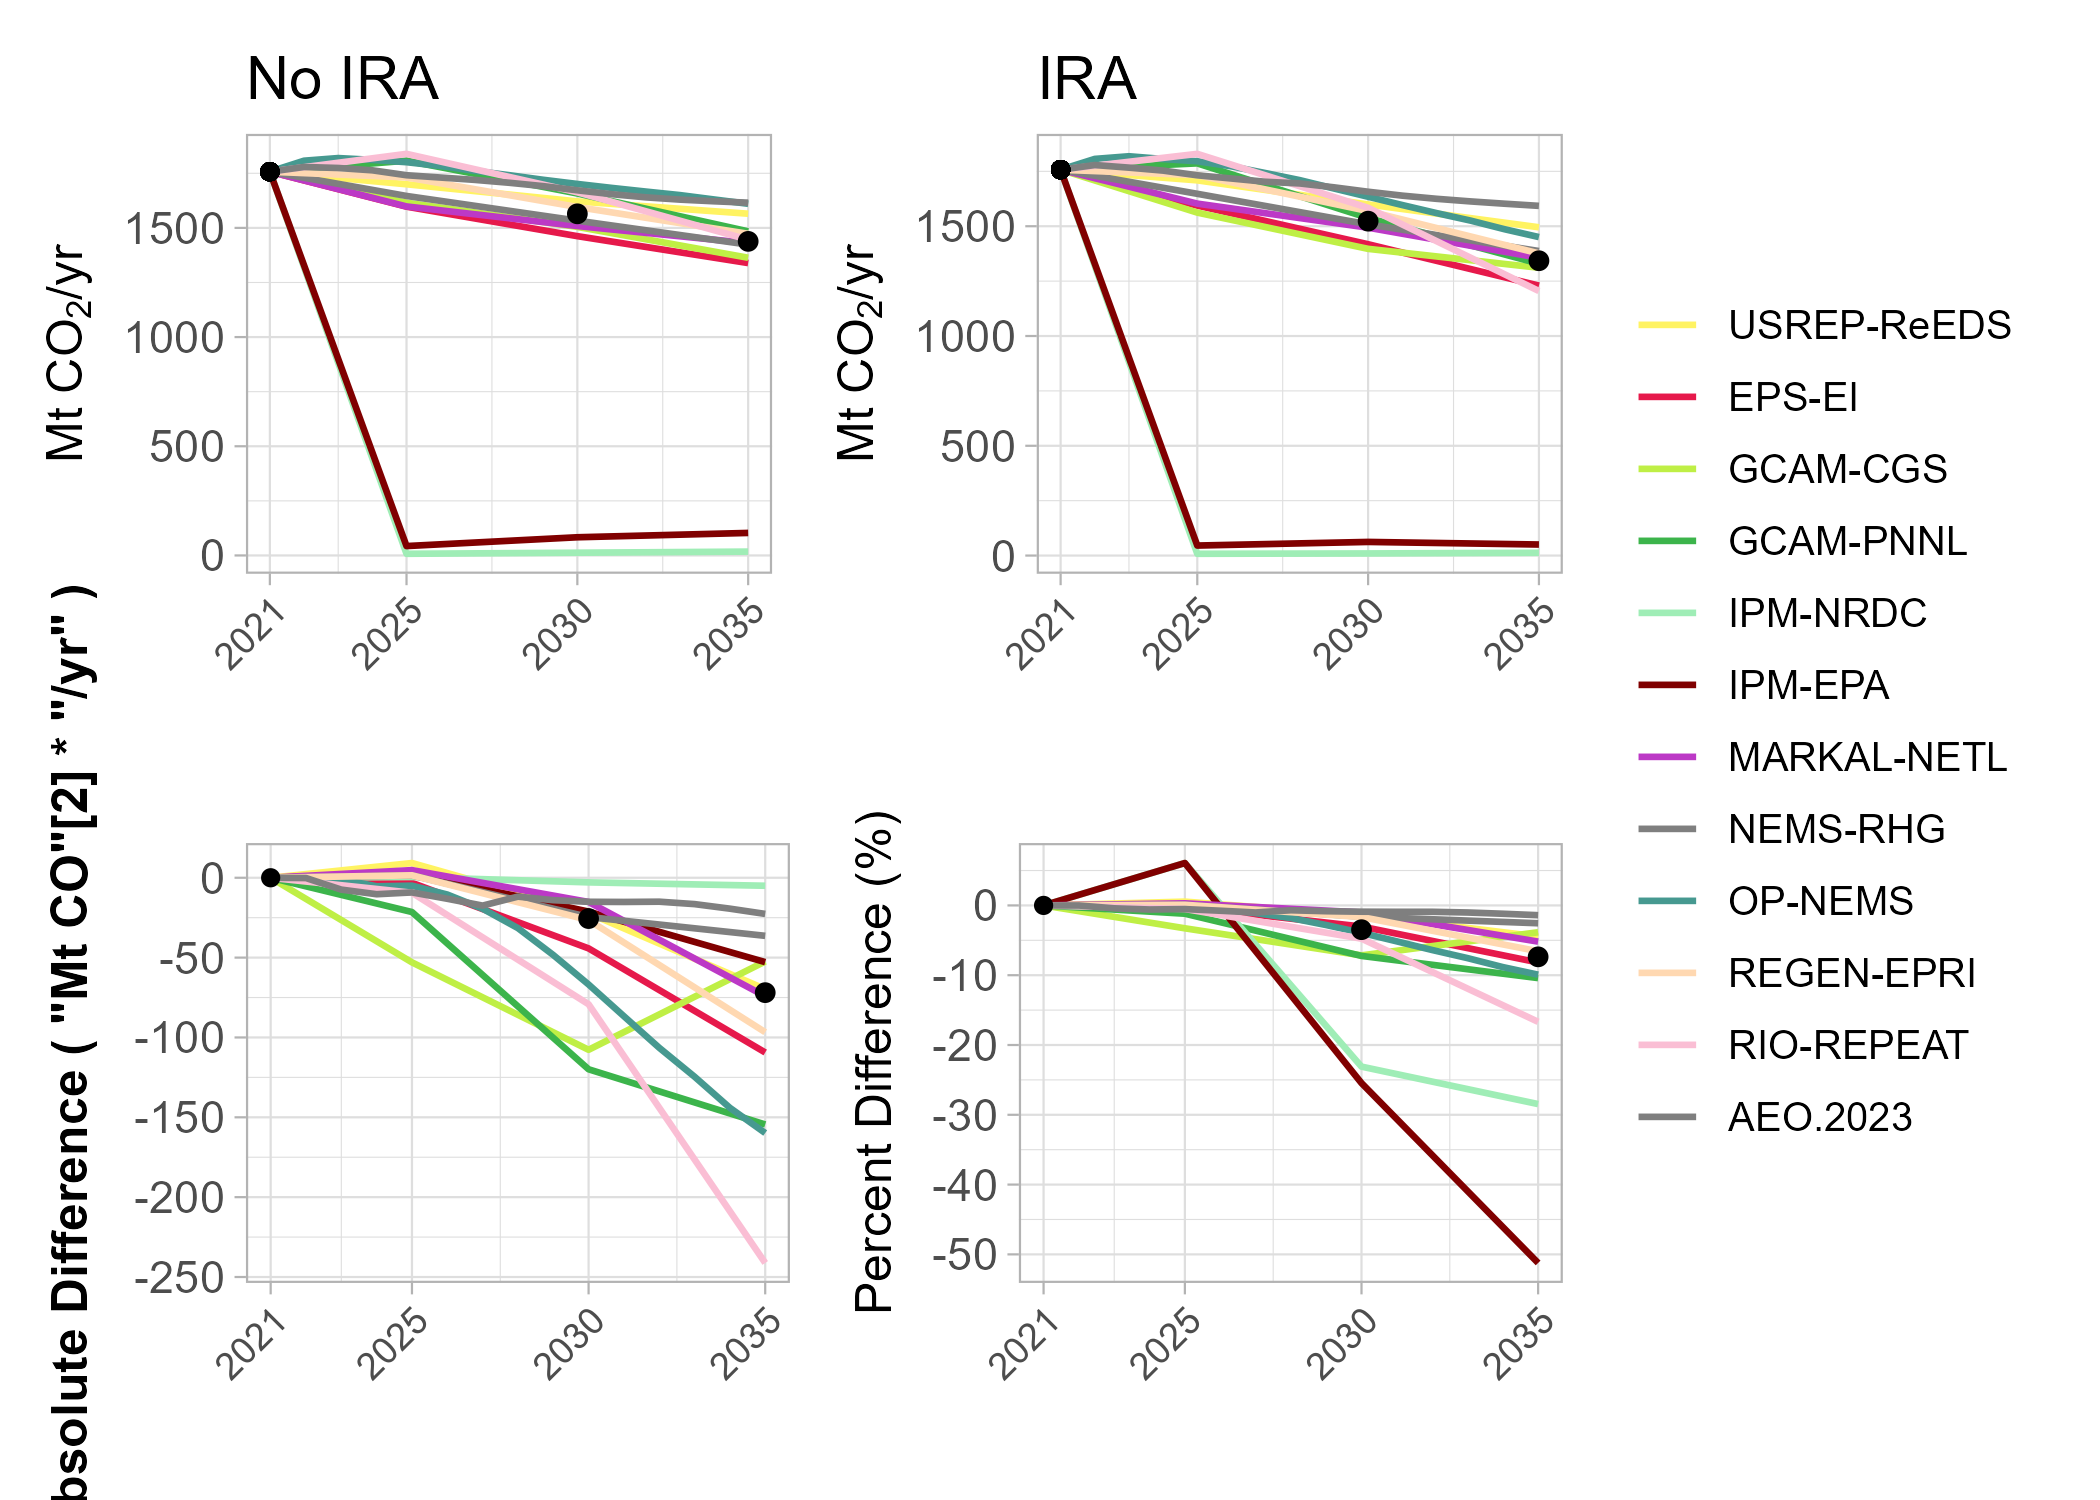 No IRA
IRA
Mt CO2/yr
1500
1000
500
0
2021
2025
2030
2035
Mt CO2/yr
1500
1000
500
0
2021
2025
2030
2035
bsolute Difference ( "Mt CO"[2] * "/yr" )
0
-50
-100
-150
-200
-250
2021
2025
2030
2035
Percent Difference (%)
0
-10
-20
-30
-40
-50
2021
2025
2030
2035
USREP-ReEDS
EPS-EI
GCAM-CGS
GCAM-PNNL
IPM-NRDC
IPM-EPA
MARKAL-NETL
NEMS-RHG
OP-NEMS
REGEN-EPRI
RIO-REPEAT
AEO.2023